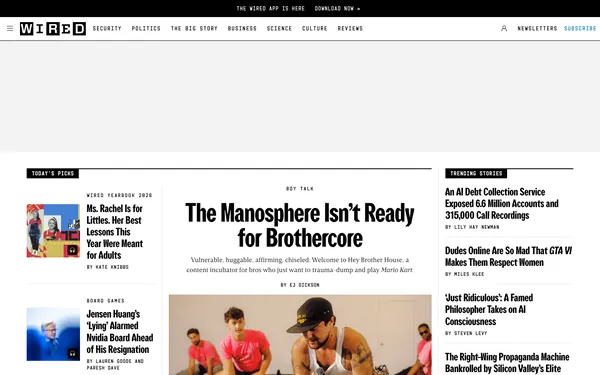 THE WIRED APP IS HERE DOWNLOAD NOW
WIRED
SECURITY POLITICS THE BIG STORY BUSINESS SCIENCE CULTURE REVIEWS
NEWSLETTERS SUBSCRIBE
TODAY'S PICKS
WIRED YEARBOOK 2026
Ms. Rachel Is for
Littles. Her Best
Lessons This
Year Were Meant
for Adults
BY KATE KNIBBS
BOARD GAMES
Jensen Huang's
'Lying' Alarmed
Nvidia Board Ahead
of His Resignation
BY LAUREN GOODE AND
PARESH DAVE
BOY TALK
The Manosphere Isn't Ready
for Brothercore
Vulnerable, huggable, affirming, chiseled: Welcome to Hey Brother House, a
content incubator for bros who just want to trauma-dump and play Mario Kart
BY EJ DICKSON
TRENDING STORIES
An AI Debt Collection Service
Exposed 6.6 Million Accounts and
315,000 Call Recordings
BY LILY HAY NEWMAN
Dudes Online Are So Mad That GTA VI
Makes Them Respect Women
BY MILES KLEE
'Just Ridiculous': A Famed
Philosopher Takes on AI
Consciousness
BY STEVEN LEVY
The Right-Wing Propaganda Machine
Bankrolled by Silicon Valley's Elite